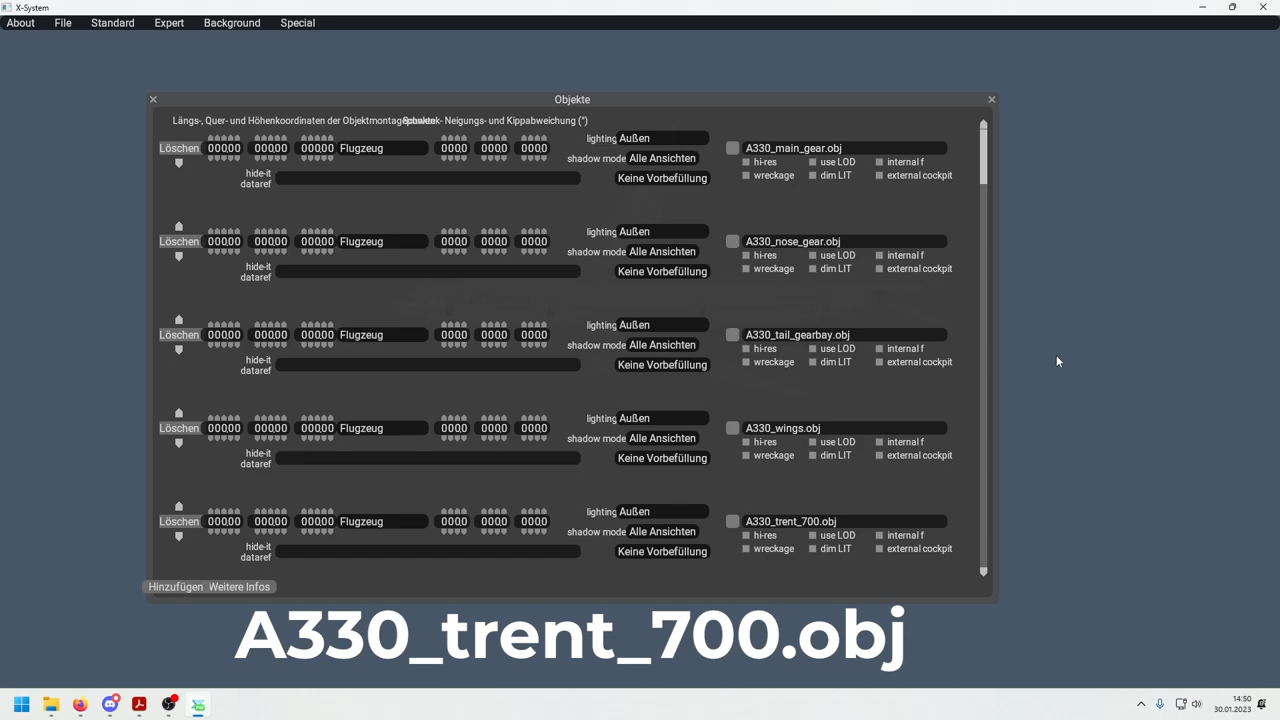 X-System
About File Standard Expert Background Special
Objekte
Längs-, Quer- und Höhenkoordinaten der Objektmontage - Neigungs- und Kippabweichung (°)
lighting Außen
Löschen 00000 00000 00000 Flugzeug 0000 0000 0000 A330_main_gear.obj
shadow mode Alle Ansichten hi-res use LOD internal f
hide-it Keine Vorbefüllung wreckage dim LIT external cockpit
dataref
lighting Außen
Löschen 00000 00000 00000 Flugzeug 0000 0000 0000 A330_nose_gear.obj
shadow mode Alle Ansichten hi-res use LOD internal f
hide-it Keine Vorbefüllung wreckage dim LIT external cockpit
dataref
lighting Außen
Löschen 00000 00000 00000 Flugzeug 0000 0000 0000 A330_tail_gearbay.obj
shadow mode Alle Ansichten hi-res use LOD internal f
hide-it Keine Vorbefüllung wreckage dim LIT external cockpit
dataref
lighting Außen
Löschen 00000 00000 00000 Flugzeug 0000 0000 0000 A330_wings.obj
shadow mode Alle Ansichten hi-res use LOD internal f
hide-it Keine Vorbefüllung wreckage dim LIT external cockpit
dataref
lighting Außen
Löschen 00000 00000 00000 Flugzeug 0000 0000 0000 A330_trent_700.obj
shadow mode Alle Ansichten hi-res use LOD internal f
hide-it Keine Vorbefüllung wreckage dim LIT external cockpit
dataref
Hinzufügen Weitere Infos
A330_trent_700.obj
14:50
30.01.2023